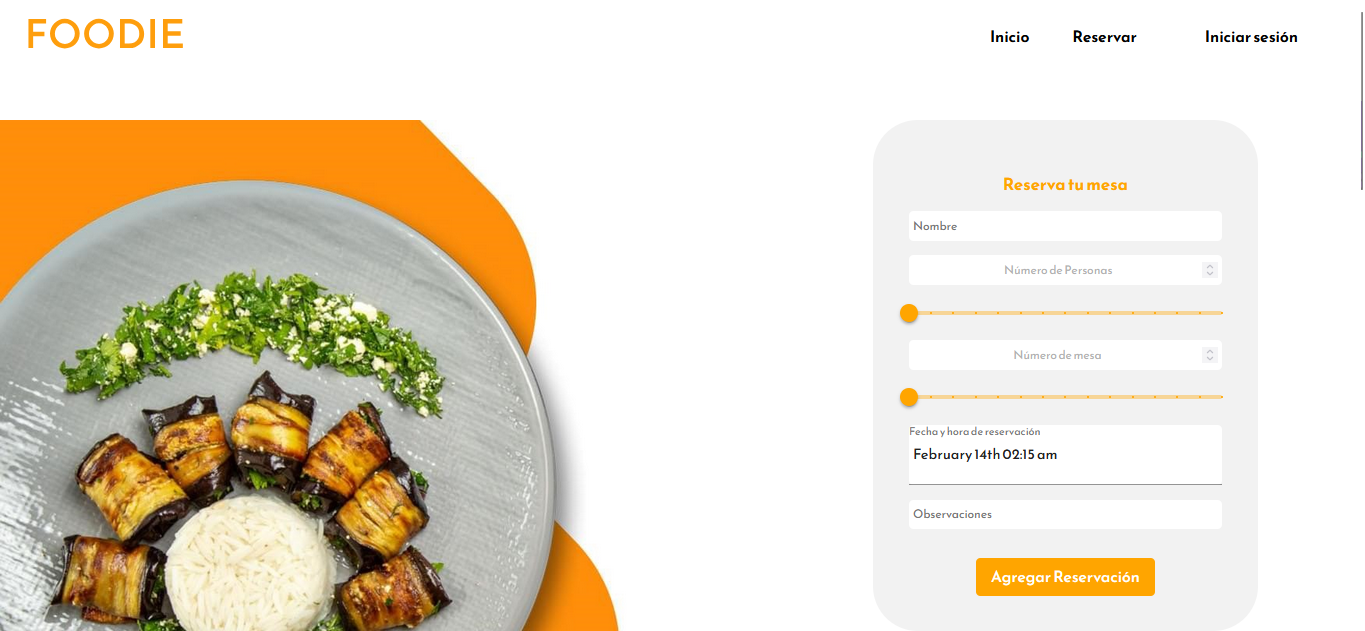 FOODIE
Inicio
Reservar
Iniciar sesión
Reserva tu mesa
Nombre
Número de Personas
Número de mesa
Fecha y hora de reservación
February 14th 02:15 am
Observaciones
Agregar Reservación